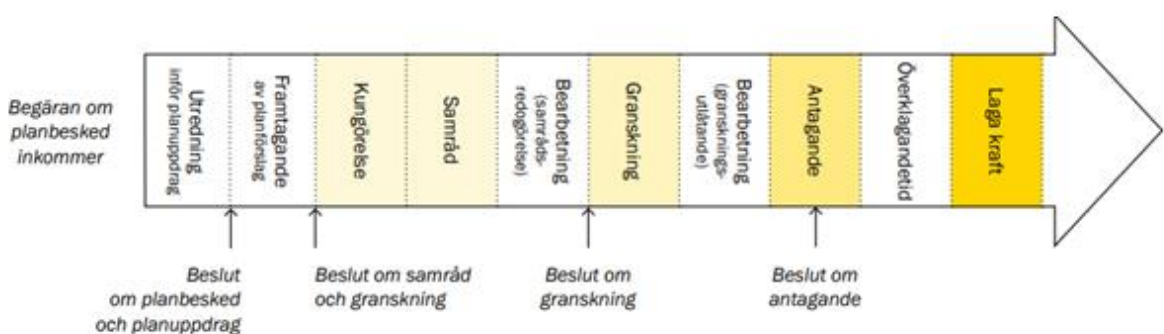 Begäran om
planbesked
inkommer
Utredning
inför planuppdrag
Framtagande
av planförslag
Kungörelse
Samråd
Bearbetning
(samråds-
redogörelse)
Granskning
Bearbetning
(gransknings-
utlåtande)
Antagande
Överklagandetid
Laga kraft
Beslut
om planbesked
och planuppdrag
Beslut om samråd
och granskning
Beslut om
granskning
Beslut om
antagande